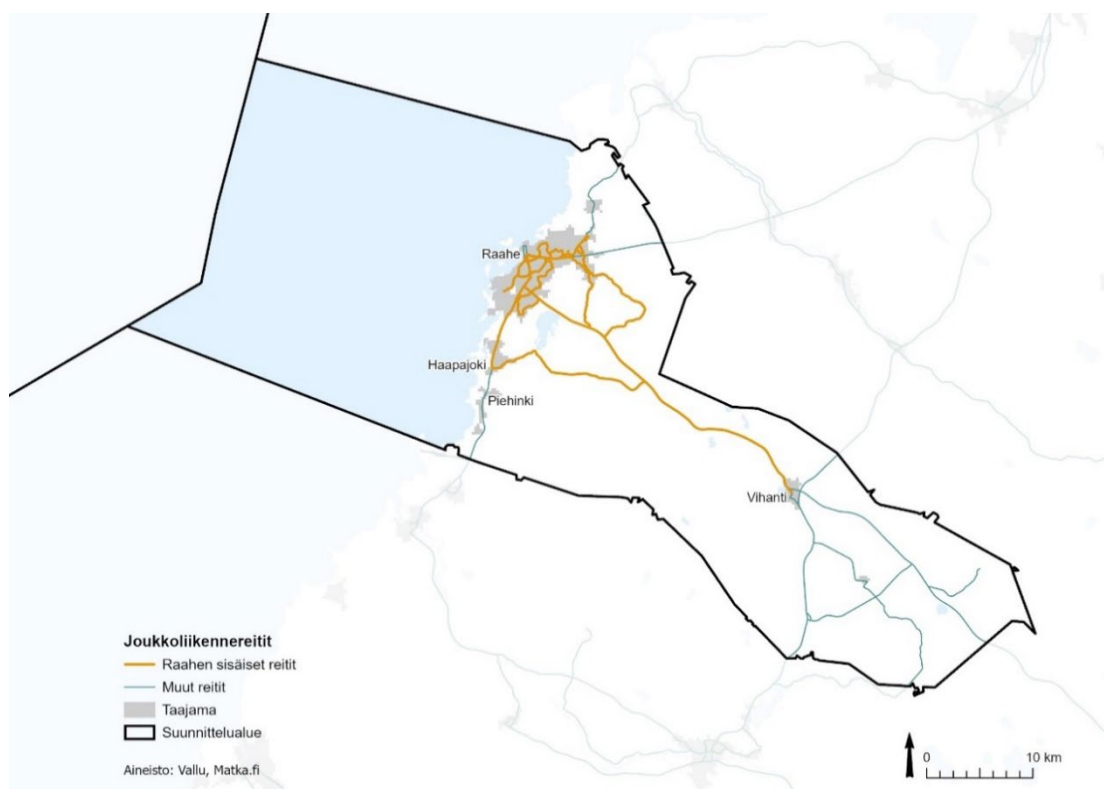 Raahe
Haapajoki
Piehinki
Vihanti
Joukkoliikennereitit
Raahen sisäiset reitit
Muut reitit
Taajama
Suunnittelualue
Aineisto: Vallu, Matka.fi
0 10 km